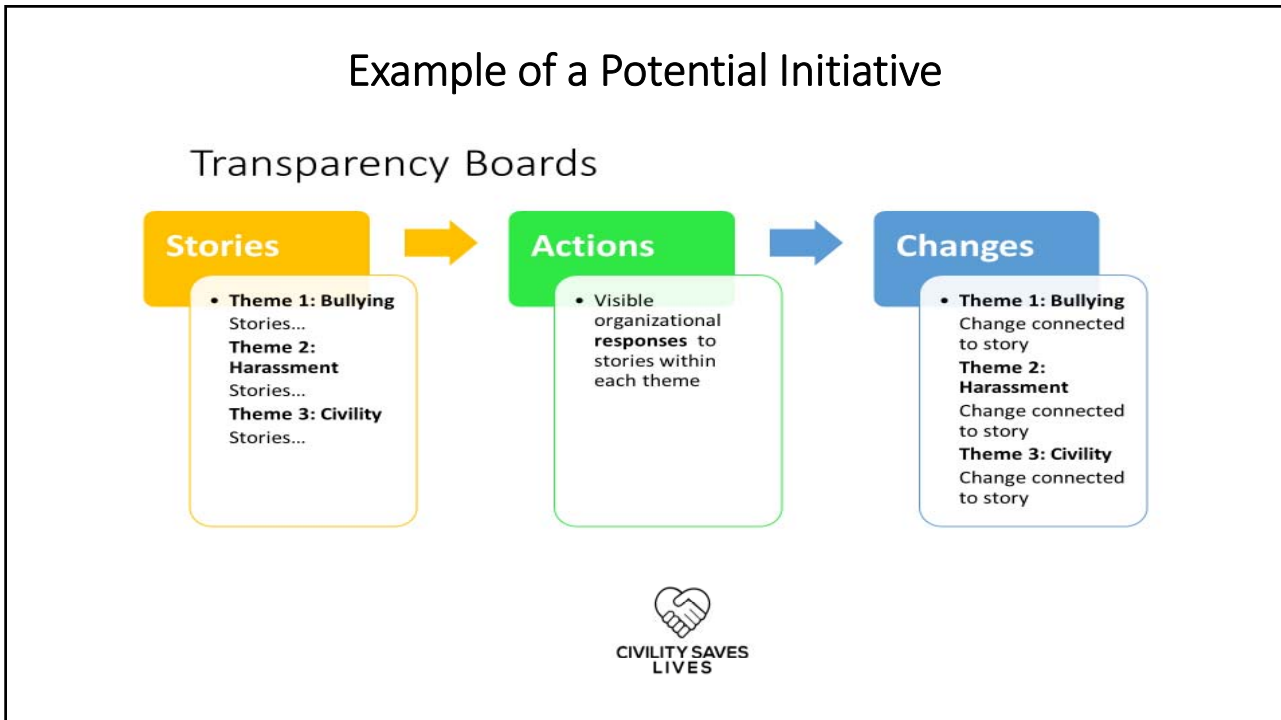 Example of a Potential Initiative
Transparency Boards
Stories
• Theme 1: Bullying
Stories...
Theme 2:
Harassment
Stories...
Theme 3: Civility
Stories...
Actions
• Visible
organizational
responses to
stories within
each theme
Changes
• Theme 1: Bullying
Change connected
to story
Theme 2:
Harassment
Change connected
to story
Theme 3: Civility
Change connected
to story
CIVILITY SAVES
LIVES